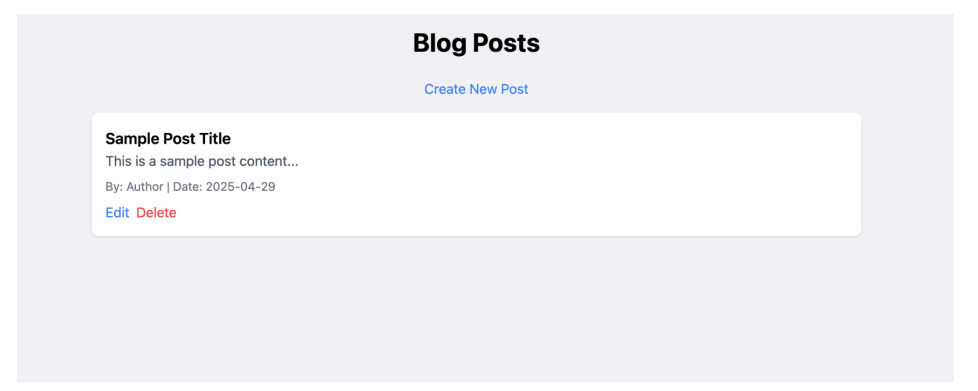 Blog Posts
Create New Post
Sample Post Title
This is a sample post content...
By: Author | Date: 2025-04-29
Edit Delete